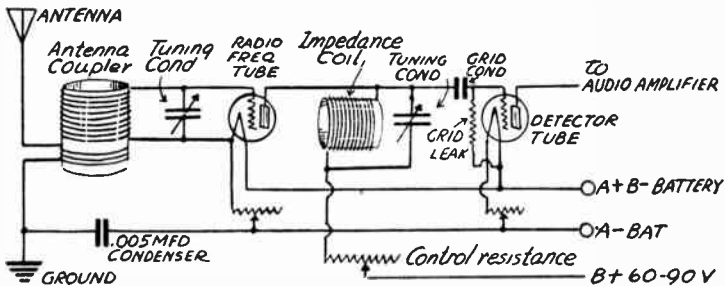 ANTENNA
Antenna
Coupler
Tuning
Cond
RADIO
FREQ
TUBE
Impedance
Coil
TUNING
COND
GRID
COND
TO
AUDIO AMPLIFIER
GRID
LEAK
DETECTOR
TUBE
A+B-BATTERY
A-BAT
.005MFD
CONDENSER
Control resistance
GROUND
B+60-90V